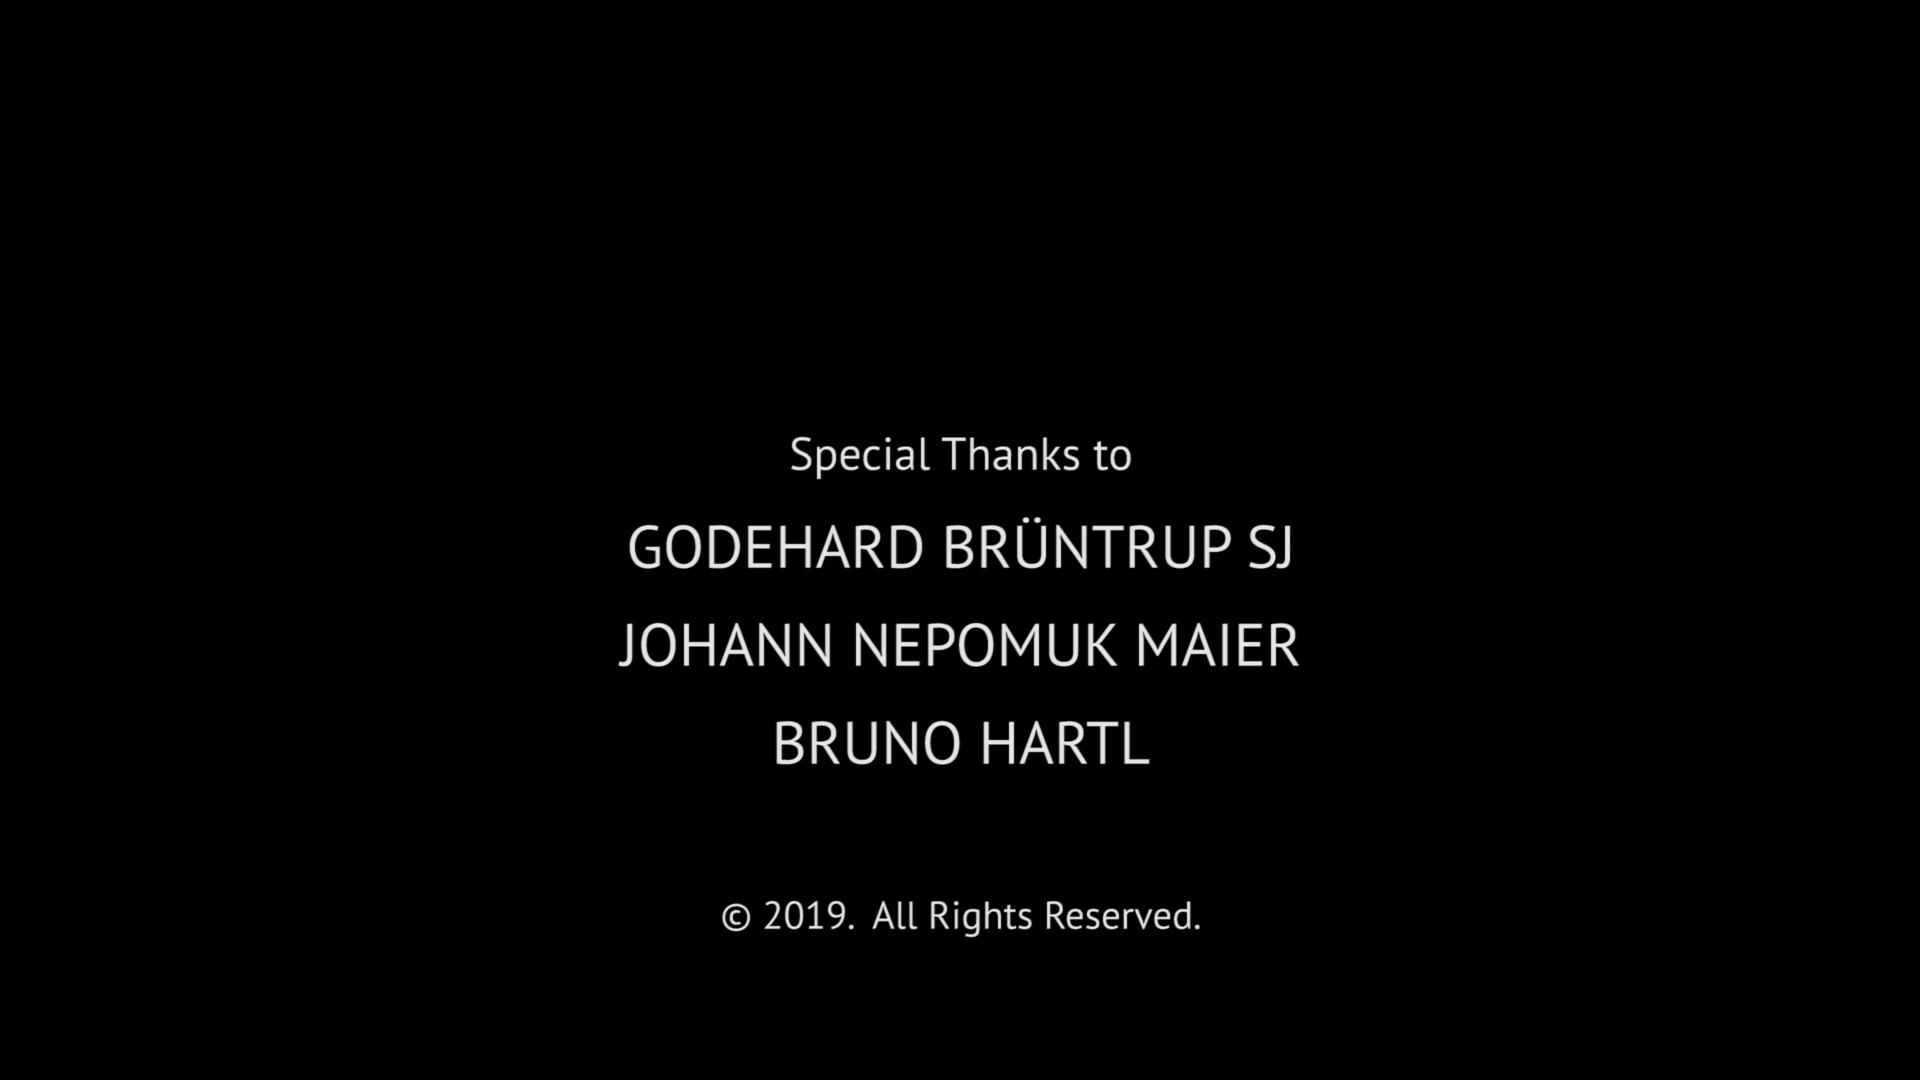 Special Thanks to
GODEHARD BRÜNTRUP SJ
JOHANN NEPOMUK MAIER
BRUNO HARTL
© 2019. All Rights Reserved.